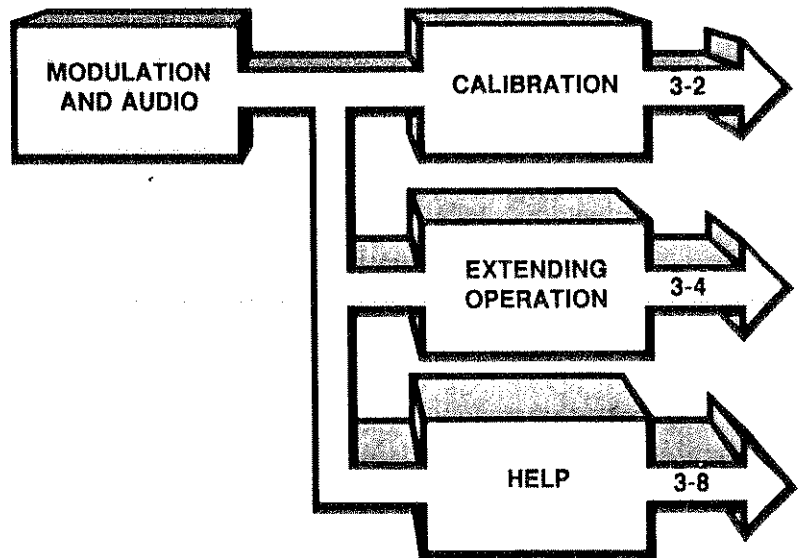 MODULATION
AND AUDIO
CALIBRATION
3-2
EXTENDING
OPERATION
3-4
HELP
3-8